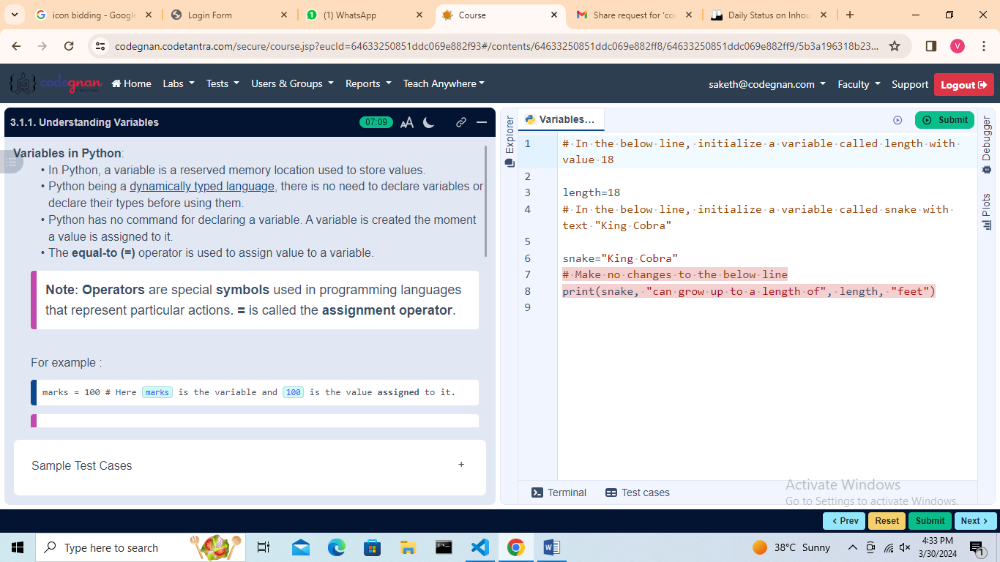 icon bidding - Google
Login Form
(1) WhatsApp
Course
Share request for 'coc
Daily Status on Inhou
codegnan.codetantra.com/secure/course.jsp?eucId=64633250851ddc069e882f93#/contents/64633250851ddc069e882ff8/64633250851ddc069e882ff9/5b3a196318b23...
V
codegnan
Home
Labs
Tests
Users & Groups
Reports
Teach Anywhere
saketh@codegnan.com
Faculty
Support
Logout
3.1.1. Understanding Variables
07:09
AA
Variables in Python:
• In Python, a variable is a reserved memory location used to store values.
• Python being a dynamically typed language, there is no need to declare variables or
declare their types before using them.
• Python has no command for declaring a variable. A variable is created the moment
a value is assigned to it.
• The equal-to (=) operator is used to assign value to a variable.
Note: Operators are special symbols used in programming languages
that represent particular actions. = is called the assignment operator.
For example :
marks = 100 # Here marks is the variable and 100 is the value assigned to it.
Sample Test Cases
+
Explorer
Variables...
Submit
Debugger
Plots
1 # In the below line, initialize a variable called length with
value 18
2
3 length=18
4 # In the below line, initialize a variable called snake with
text "King Cobra"
5
6 snake="King Cobra"
7 # Make no changes to the below line
8 print(snake, "can grow up to a length of", length, "feet")
9
Terminal
Test cases
Activate Windows
Go to Settings to activate Windows.
< Prev
Reset
Submit
Next >
Type here to search
38°C Sunny
4:33 PM
3/30/2024
1